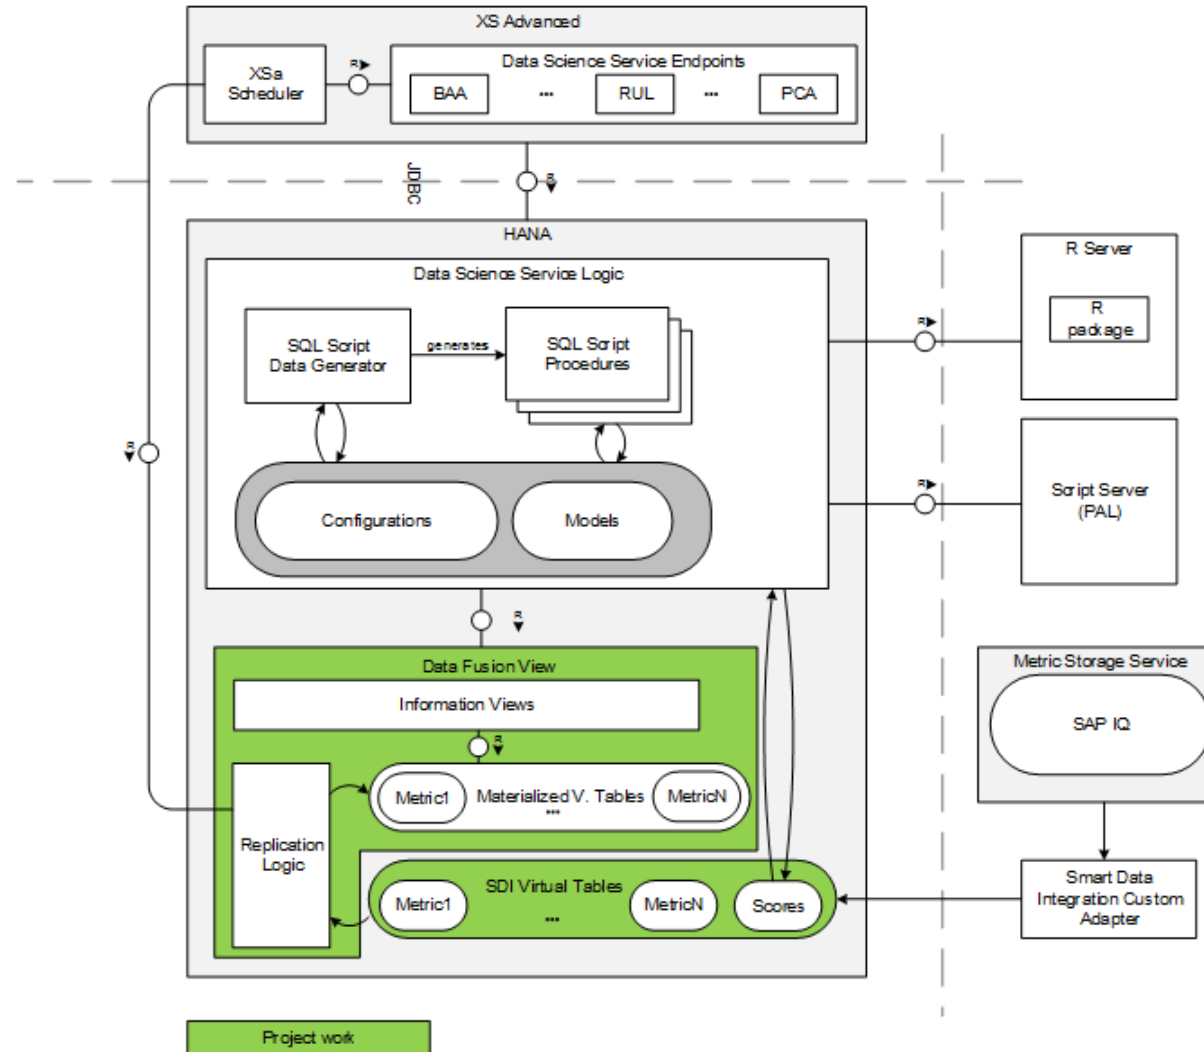 XS Advanced
XSa
Scheduler
R
Data Science Service Endpoints
BAA
...
RUL
...
PCA
JDBC
R
HANA
Data Science Service Logic
R Server
R
package
SQL Script
Data Generator
generates
SQL Script
Procedures
R
R
R
Script Server
(PAL)
Configurations
Models
R
Data Fusion View
Metric Storage Service
Information Views
SAP IQ
R
Metric1
Materialized V. Tables
...
MetricN
Replication
Logic
SDI Virtual Tables
Metric1
...
MetricN
Scores
Smart Data
Integration Custom
Adapter
Project work